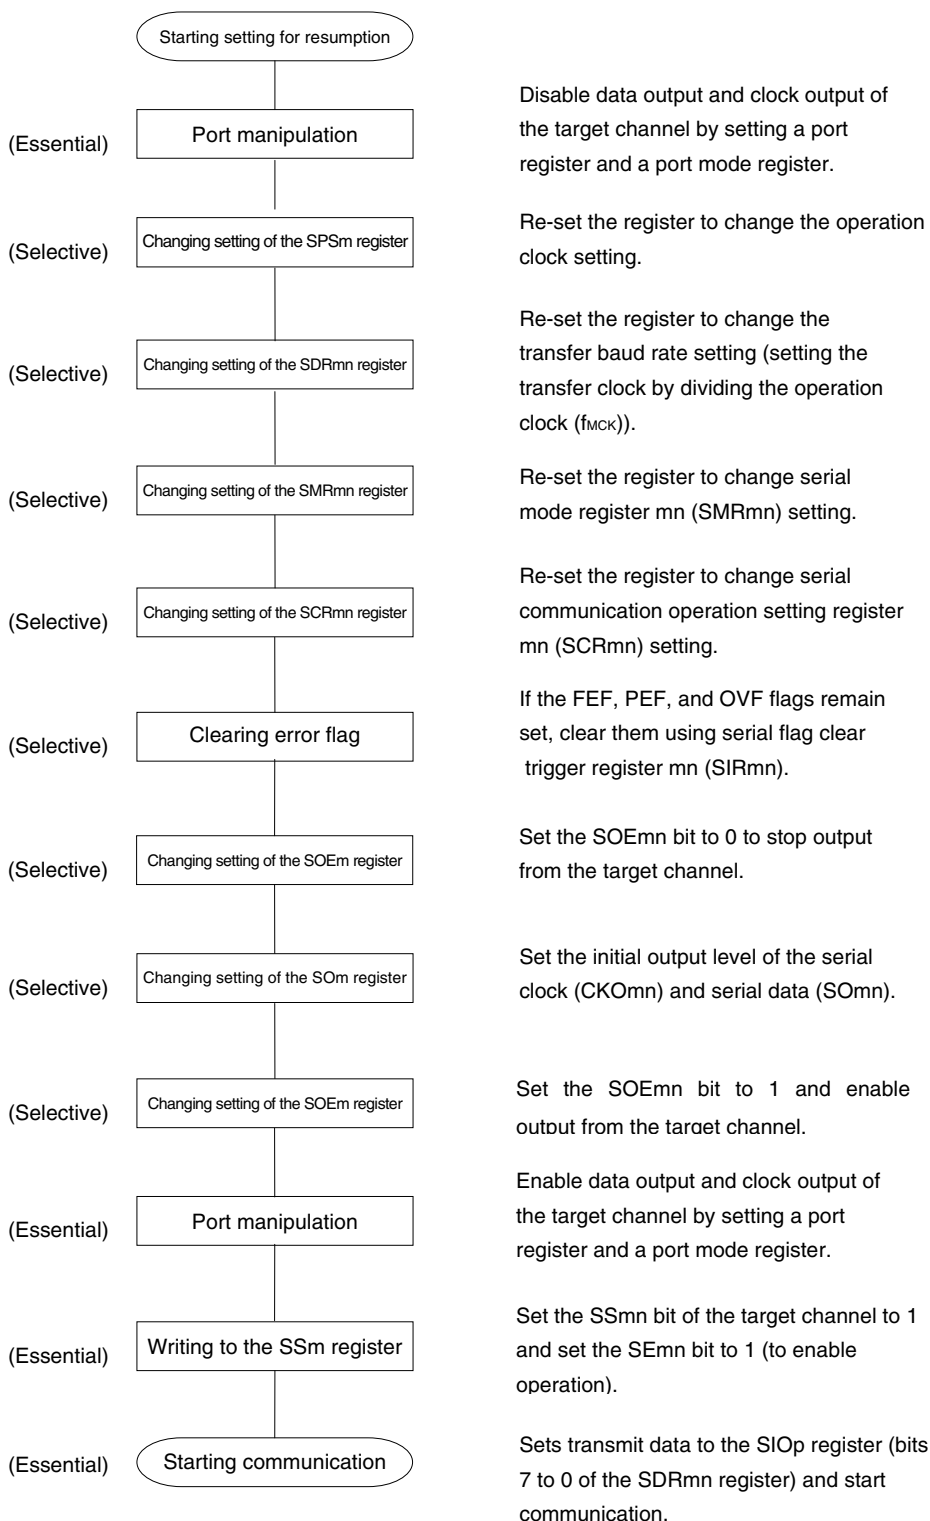 Starting setting for resumption
(Essential)
Port manipulation
Disable data output and clock output of
the target channel by setting a port
register and a port mode register.
(Selective)
Changing setting of the SPSm register
Re-set the register to change the operation
clock setting.
(Selective)
Changing setting of the SDRmn register
Re-set the register to change the
transfer baud rate setting (setting the
transfer clock by dividing the operation
clock (fMCK)).
(Selective)
Changing setting of the SMRmn register
Re-set the register to change serial
mode register mn (SMRmn) setting.
(Selective)
Changing setting of the SCRmn register
Re-set the register to change serial
communication operation setting register
mn (SCRmn) setting.
(Selective)
Clearing error flag
If the FEF, PEF, and OVF flags remain
set, clear them using serial flag clear
trigger register mn (SIRmn).
(Selective)
Changing setting of the SOEm register
Set the SOEmn bit to 0 to stop output
from the target channel.
(Selective)
Changing setting of the SOm register
Set the initial output level of the serial
clock (CKOmn) and serial data (SOmn).
(Selective)
Changing setting of the SOEm register
Set the SOEmn bit to 1 and enable
output from the target channel.
(Essential)
Port manipulation
Enable data output and clock output of
the target channel by setting a port
register and a port mode register.
(Essential)
Writing to the SSm register
Set the SSmn bit of the target channel to 1
and set the SEmn bit to 1 (to enable
operation).
(Essential)
Starting communication
Sets transmit data to the SIOp register (bits
7 to 0 of the SDRmn register) and start
communication.